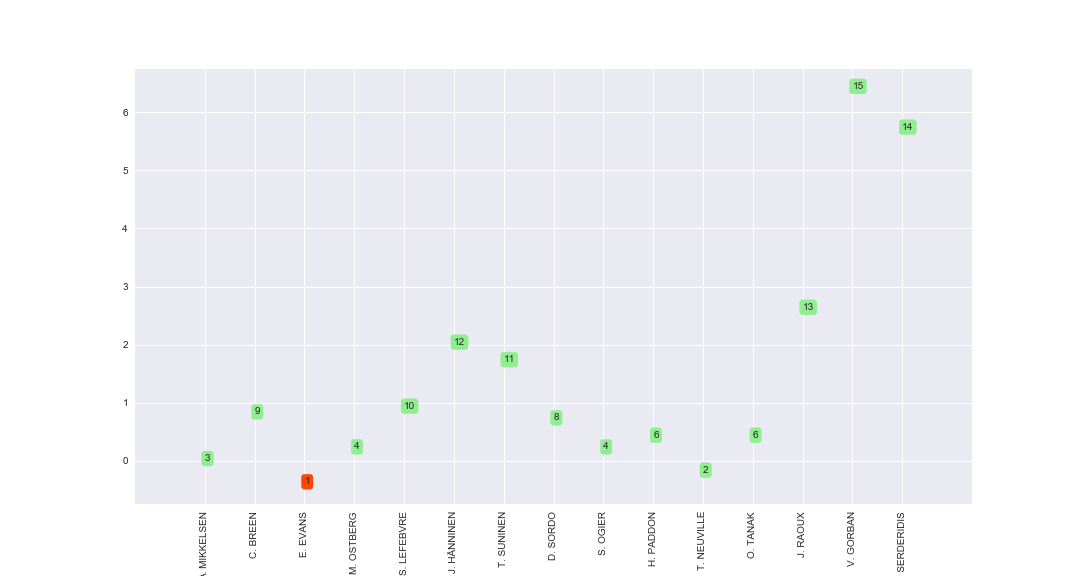 15
6
14
5
4
3
13
12
2
11
10
1
9
8
4
4
6
6
3
2
0
1
MIKKELSEN
C. BREEN
E. EVANS
M. OSTBERG
S. LEFEBVRE
J. HÄNNINEN
T. SUNINEN
D. SORDO
S. OGIER
H. PADDON
T. NEUVILLE
O. TANAK
J. RAOUX
V. GORBAN
SERDERIDIS